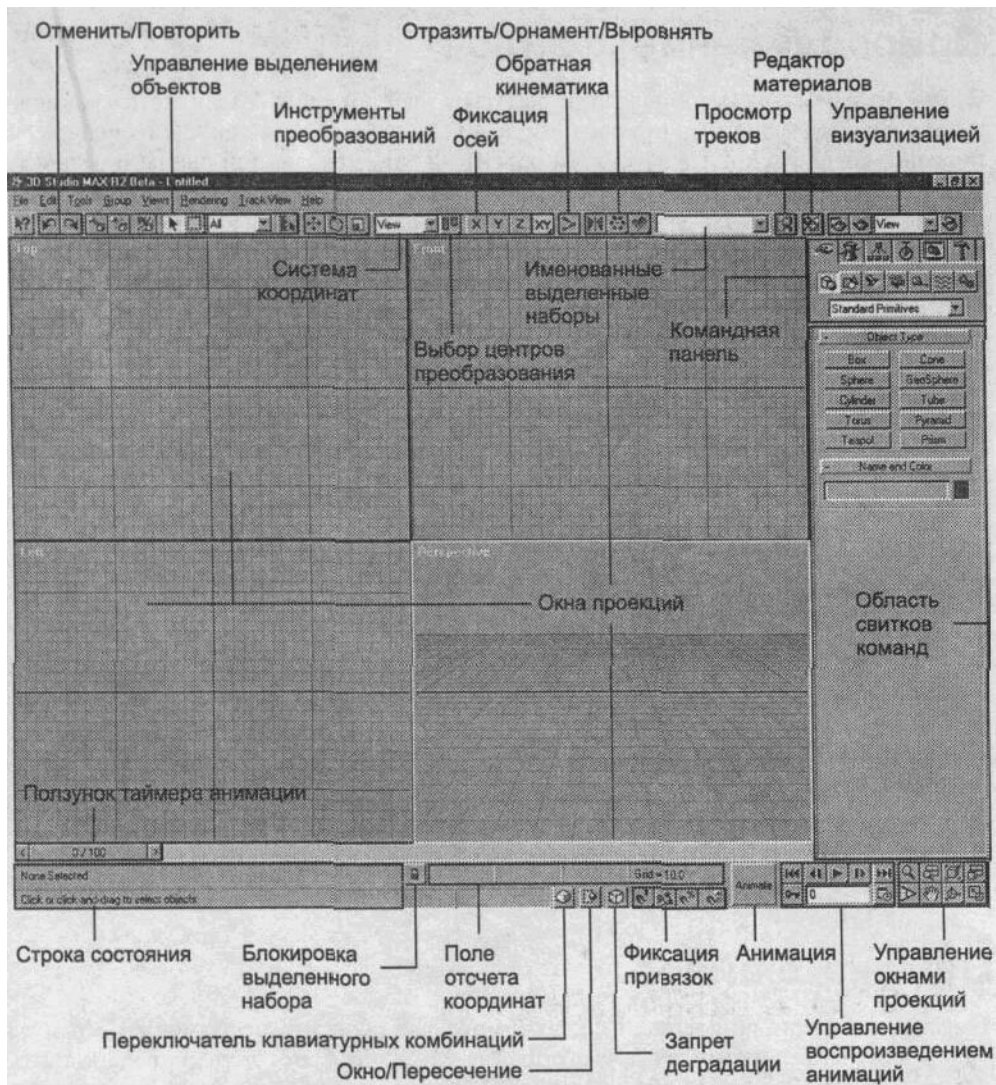 Отменить/Повторить
Отразить/Орнамент/Выровнять
Управление выделением
объектов
Обратная
кинематика
Редактор
материалов
Инструменты
преобразований
Фиксация
осей
Просмотр
треков
Управление
визуализацией
3D Studio MAX R2 Beta - Untitled
File Edit Tools Group Views Rendering Track View Help
All
View
X Y Z XY
View
Top
Front
Система
координат
Именованные
выделенные
наборы
Командная
панель
Выбор центров
преобразования
Standard Primitives
- Object Type
Box Cone
Sphere GeoSphere
Cylinder Tube
Torus Pyramid
Teapot Prism
- Name and Color
Left
Perspective
Окна проекций
Область
свитков
команд
Ползунок таймера анимации
< 0 / 100 >
None Selected
Grid = 10.0
Animate
Click or click-and-drag to select objects
0
Строка состояния
Блокировка
выделенного
набора
Поле
отсчета
координат
Фиксация
привязок
Анимация
Управление
окнами
проекций
Переключатель клавиатурных комбинаций
Окно/Пересечение
Запрет
деградации
Управление
воспроизведением
анимаций